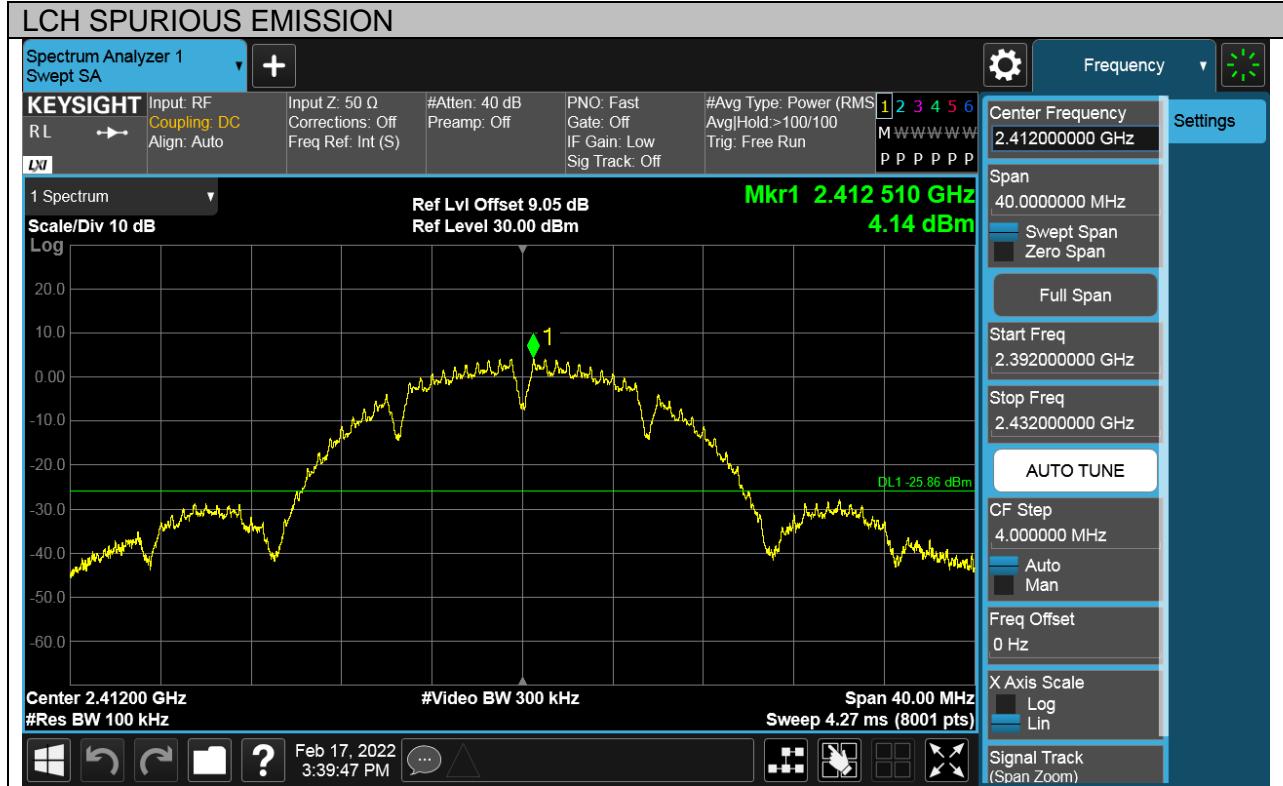 LCH SPURIOUS EMISSION
Spectrum Analyzer 1
Swept SA
+
Frequency
KEYSIGHT
R L
LXI
Input: RF
Coupling: DC
Align: Auto
Input Z: 50 Ω
Corrections: Off
Freq Ref: Int (S)
#Atten: 40 dB
Preamp: Off
PNO: Fast
Gate: Off
IF Gain: Low
Sig Track: Off
#Avg Type: Power (RMS
Avg|Hold:>100/100
Trig: Free Run
1 2 3 4 5 6
M W W W W W
P P P P P P
1 Spectrum
Scale/Div 10 dB
Ref Lvl Offset 9.05 dB
Ref Level 30.00 dBm
Mkr1 2.412 510 GHz
4.14 dBm
Log
20.0
10.0
0.00
-10.0
-20.0
-30.0
-40.0
-50.0
-60.0
1
DL1 -25.86 dBm
Center 2.41200 GHz
#Res BW 100 kHz
#Video BW 300 kHz
Span 40.00 MHz
Sweep 4.27 ms (8001 pts)
?
Feb 17, 2022
3:39:47 PM
Center Frequency
2.412000000 GHz
Settings
Span
40.0000000 MHz
Swept Span
Zero Span
Full Span
Start Freq
2.392000000 GHz
Stop Freq
2.432000000 GHz
AUTO TUNE
CF Step
4.000000 MHz
Auto
Man
Freq Offset
0 Hz
X Axis Scale
Log
Lin
Signal Track
(Span Zoom)